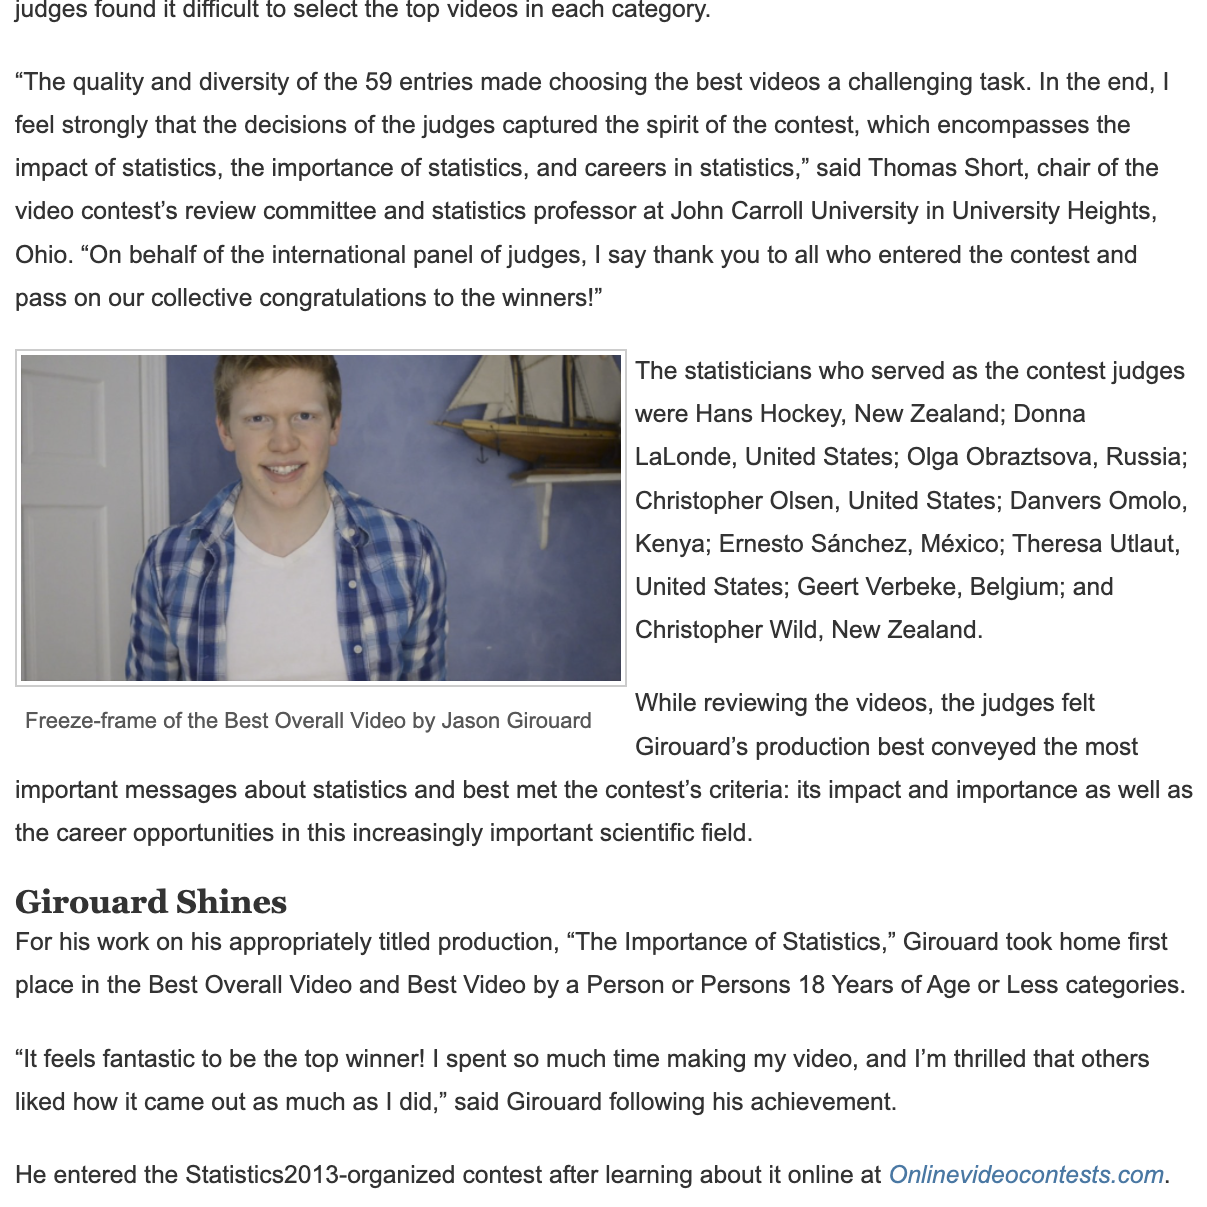 judges found it difficult to select the top videos in each category.
“The quality and diversity of the 59 entries made choosing the best videos a challenging task. In the end, I
feel strongly that the decisions of the judges captured the spirit of the contest, which encompasses the
impact of statistics, the importance of statistics, and careers in statistics,” said Thomas Short, chair of the
video contest’s review committee and statistics professor at John Carroll University in University Heights,
Ohio. “On behalf of the international panel of judges, I say thank you to all who entered the contest and
pass on our collective congratulations to the winners!”
Freeze-frame of the Best Overall Video by Jason Girouard
The statisticians who served as the contest judges
were Hans Hockey, New Zealand; Donna
LaLonde, United States; Olga Obraztsova, Russia;
Christopher Olsen, United States; Danvers Omolo,
Kenya; Ernesto Sánchez, México; Theresa Utlaut,
United States; Geert Verbeke, Belgium; and
Christopher Wild, New Zealand.
While reviewing the videos, the judges felt
Girouard’s production best conveyed the most
important messages about statistics and best met the contest’s criteria: its impact and importance as well as
the career opportunities in this increasingly important scientific field.
Girouard Shines
For his work on his appropriately titled production, “The Importance of Statistics,” Girouard took home first
place in the Best Overall Video and Best Video by a Person or Persons 18 Years of Age or Less categories.
“It feels fantastic to be the top winner! I spent so much time making my video, and I’m thrilled that others
liked how it came out as much as I did,” said Girouard following his achievement.
He entered the Statistics2013-organized contest after learning about it online at Onlinevideocontests.com.